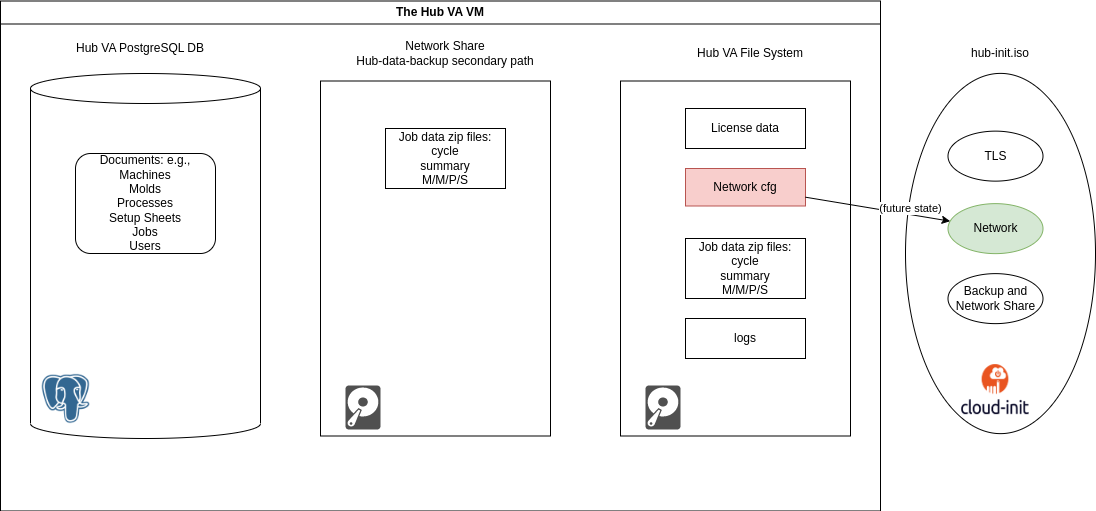 The Hub VA VM
Hub VA PostgreSQL DB
Documents: e.g.,
Machines
Molds
Processes
Setup Sheets
Jobs
Users
Network Share
Hub-data-backup secondary path
Job data zip files:
cycle
summary
M/M/P/S
Hub VA File System
License data
Network cfg
Job data zip files:
cycle
summary
M/M/P/S
logs
(future state)
hub-init.iso
TLS
Network
Backup and
Network Share
cloud-init